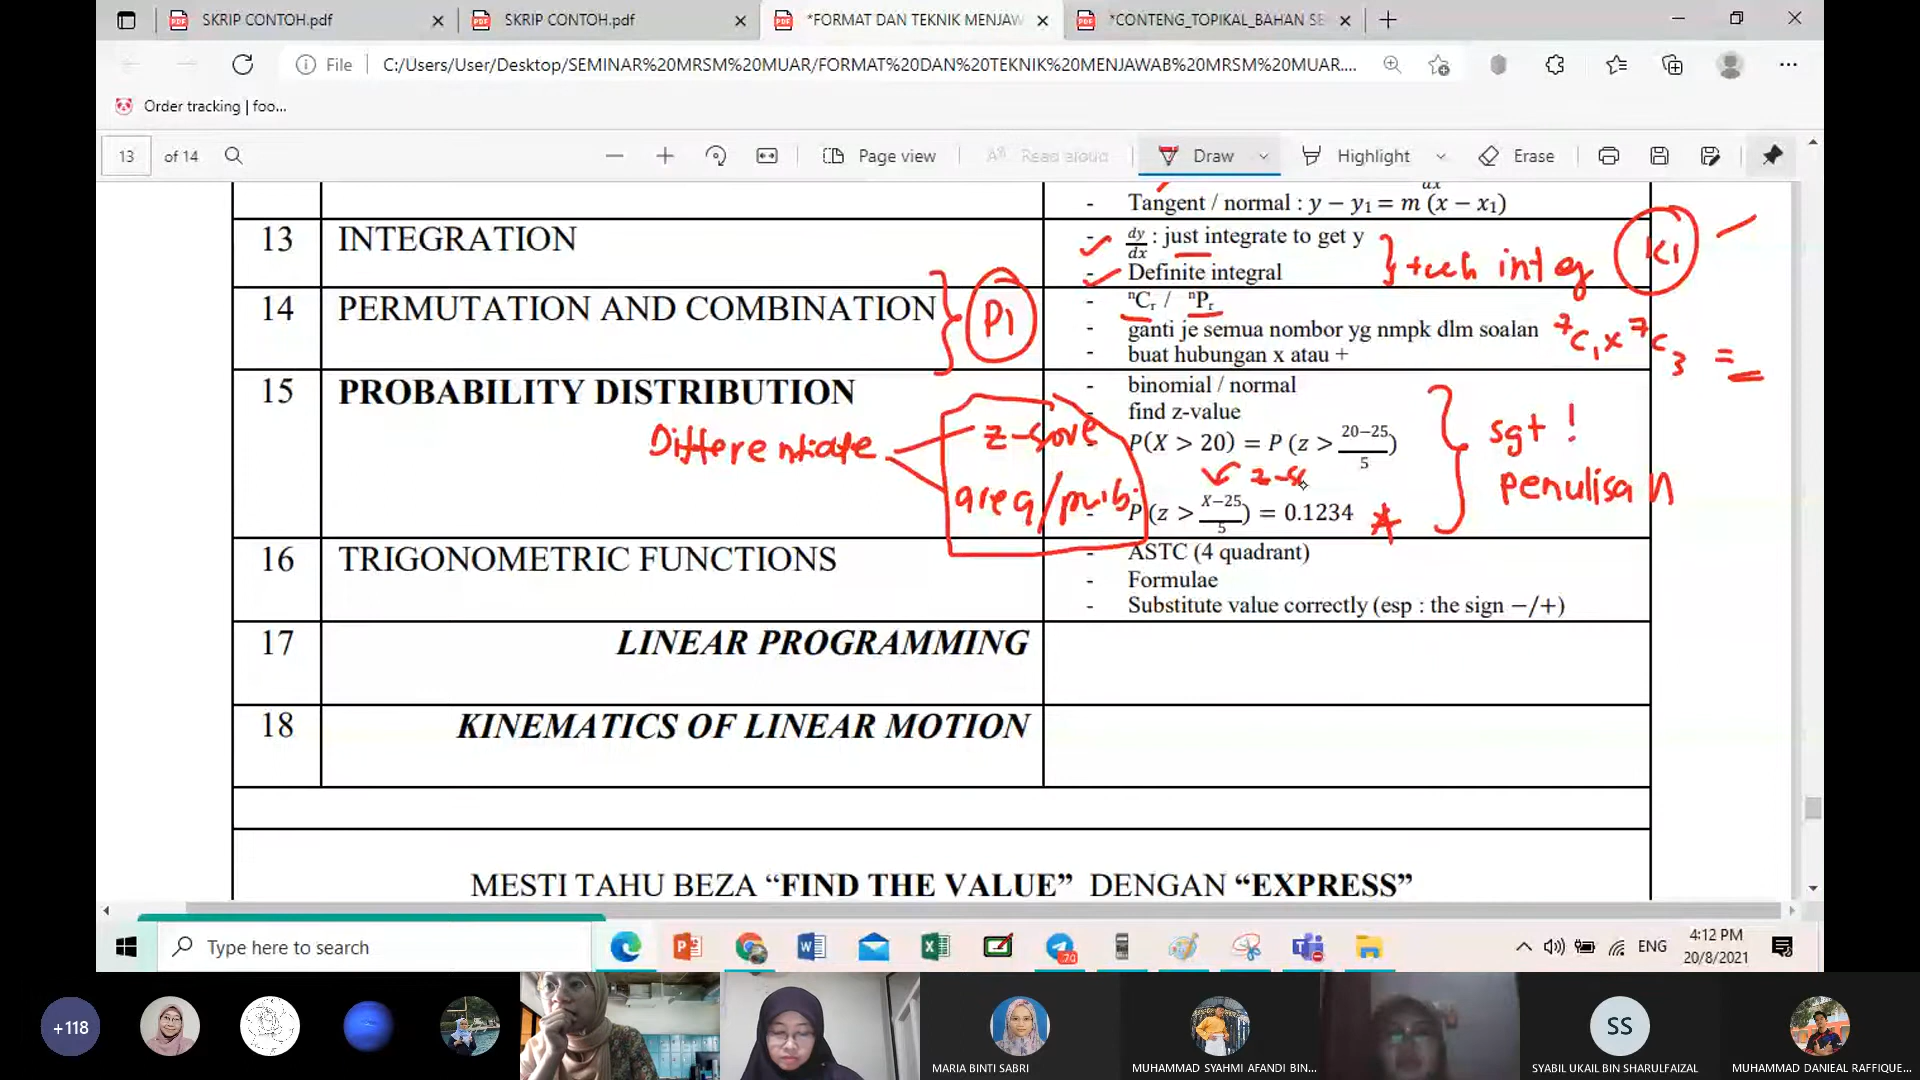 SKRIP CONTOH.pdf
SKRIP CONTOH.pdf
*FORMAT DAN TEKNIK MENJAW
*CONTENG_TOPIKAL_BAHAN SE
File
C:/Users/User/Desktop/SEMINAR%20MRSM%20MUAR/FORMAT%20DAN%20TEKNIK%20MENJAWAB%20MRSM%20MUAR....
Order tracking | foo...
13 of 14
Page view
Read aloud
Draw
Highlight
Erase
dx
- Tangent / normal : y − y₁ = m (x − x₁)
13 INTEGRATION
- dy/dx : just integrate to get y
- Definite integral
tech integ
K1
14 PERMUTATION AND COMBINATION
P1
- ⁿCᵣ / ⁿPᵣ
- ganti je semua nombor yg nmpk dlm soalan
- buat hubungan x atau +
⁷C₁ x ⁷C₃ =
15 PROBABILITY DISTRIBUTION
Differentiate
z-score
area/prob.
- binomial / normal
- find z-value
- P(X > 20) = P (z > 20−25/5)
z-s
- P (z > X−25/5) = 0.1234
sgt !
penulisan
16 TRIGONOMETRIC FUNCTIONS
- ASTC (4 quadrant)
- Formulae
- Substitute value correctly (esp : the sign −/+)
17 LINEAR PROGRAMMING
18 KINEMATICS OF LINEAR MOTION
MESTI TAHU BEZA “FIND THE VALUE” DENGAN “EXPRESS”
Type here to search
70
ENG
4:12 PM
20/8/2021
+118
MARIA BINTI SABRI
MUHAMMAD SYAHMI AFANDI BIN...
SS
SYABIL UKAIL BIN SHARULFAIZAL
MUHAMMAD DANIEAL RAFFIQUE...